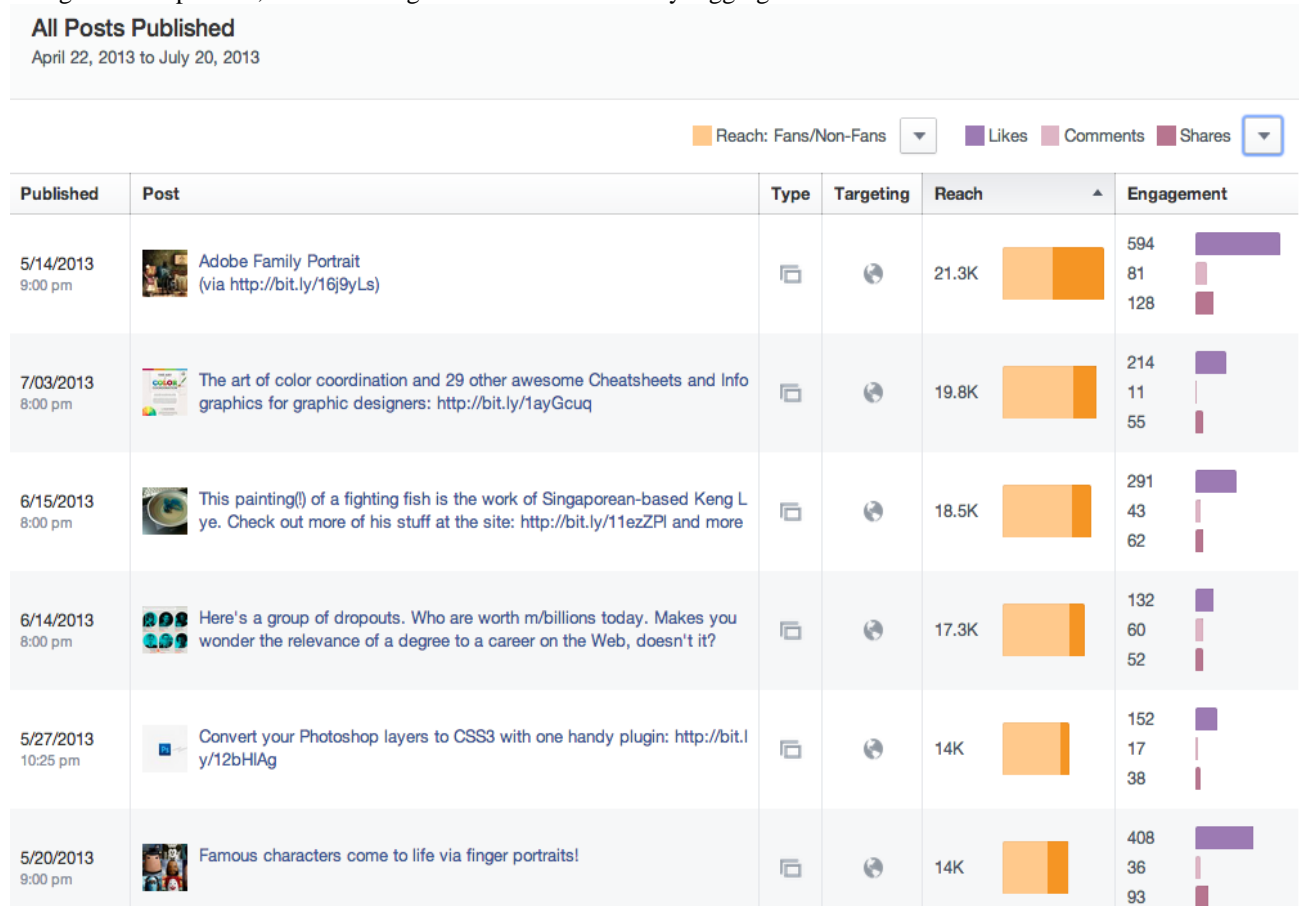 All Posts Published
April 22, 2013 to July 20, 2013
Reach: Fans/Non-Fans Likes Comments Shares
Published Post Type Targeting Reach Engagement
5/14/2013
9:00 pm
Adobe Family Portrait
(via http://bit.ly/16j9yLs)
21.3K
594
81
128
7/03/2013
8:00 pm
The art of color coordination and 29 other awesome Cheatsheets and Info
graphics for graphic designers: http://bit.ly/1ayGcuq
19.8K
214
11
55
6/15/2013
8:00 pm
This painting(!) of a fighting fish is the work of Singaporean-based Keng L
ye. Check out more of his stuff at the site: http://bit.ly/11ezZPl and more
18.5K
291
43
62
6/14/2013
8:00 pm
Here's a group of dropouts. Who are worth m/billions today. Makes you
wonder the relevance of a degree to a career on the Web, doesn't it?
17.3K
132
60
52
5/27/2013
10:25 pm
Convert your Photoshop layers to CSS3 with one handy plugin: http://bit.l
y/12bHlAg
14K
152
17
38
5/20/2013
9:00 pm
Famous characters come to life via finger portraits!
14K
408
36
93